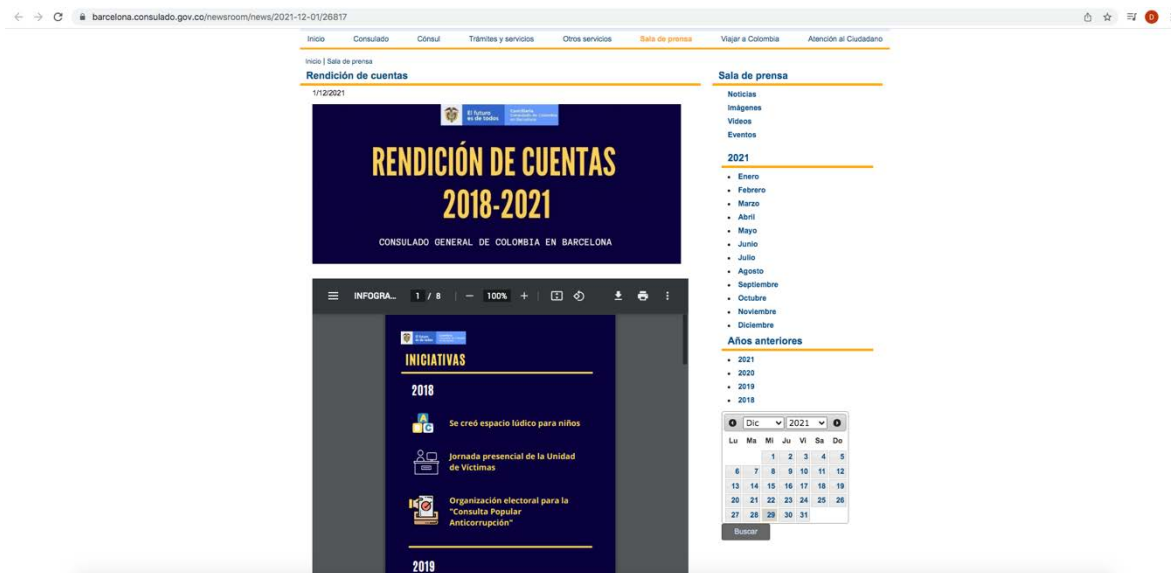 barcelona.consulado.gov.co/newsroom/news/2021-12-01/26817
Inicio Consulado Cónsul Trámites y servicios Otros servicios Sala de prensa Viajar a Colombia Atención al Ciudadano
Inicio | Sala de prensa
Rendición de cuentas
1/12/2021
El futuro
es de todos
RENDICIÓN DE CUENTAS
2018-2021
CONSULADO GENERAL DE COLOMBIA EN BARCELONA
INFOGRA... 1 / 8 100%
INICIATIVAS
2018
Se creó espacio lúdico para niños
Jornada presencial de la Unidad
de Víctimas
Organización electoral para la
"Consulta Popular
Anticorrupción"
2019
Sala de prensa
Noticias
Imágenes
Videos
Eventos
2021
Enero
Febrero
Marzo
Abril
Mayo
Junio
Julio
Agosto
Septiembre
Octubre
Noviembre
Diciembre
Años anteriores
2021
2020
2019
2018
Dic 2021
Lu Ma Mi Ju Vi Sa Do
1 2 3 4 5
6 7 8 9 10 11 12
13 14 15 16 17 18 19
20 21 22 23 24 25 26
27 28 29 30 31
Buscar
D